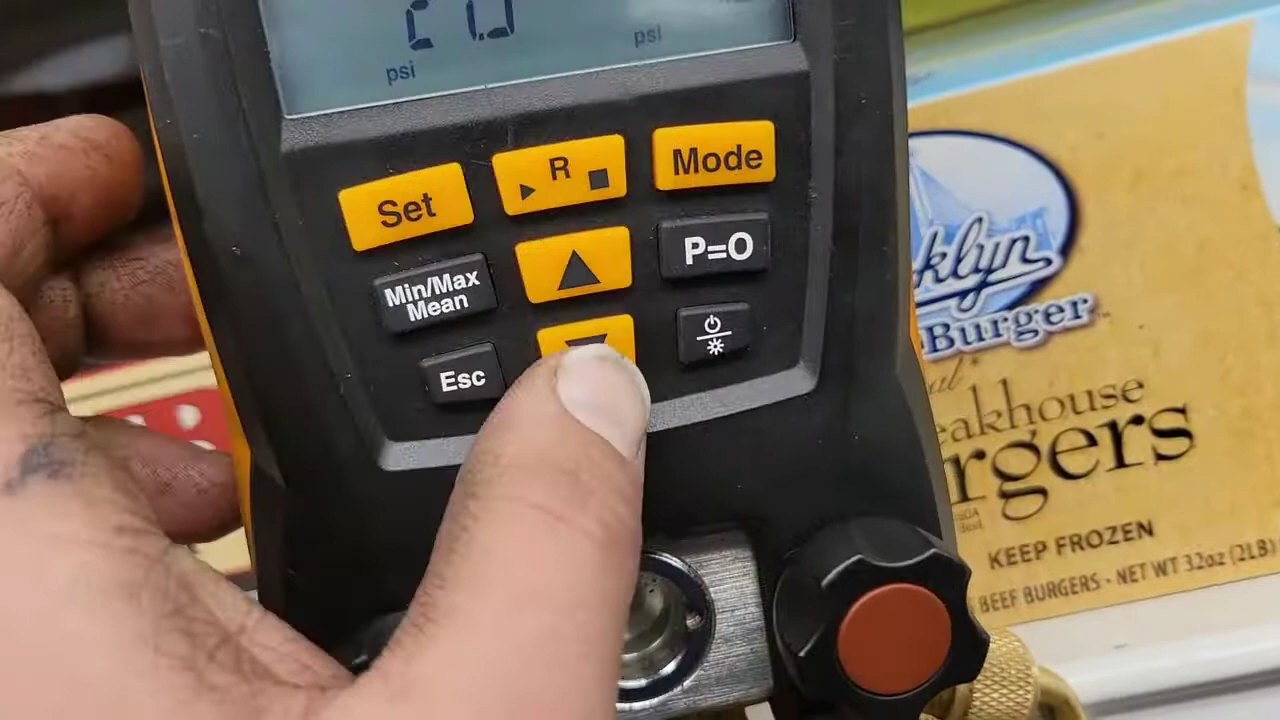 psi
psi
Set
R
Mode
Min/Max
Mean
P=O
Esc
klyn
Burger
eakhouse
rgers
KEEP FROZEN
BEEF BURGERS - NET WT 32oz (2LB)